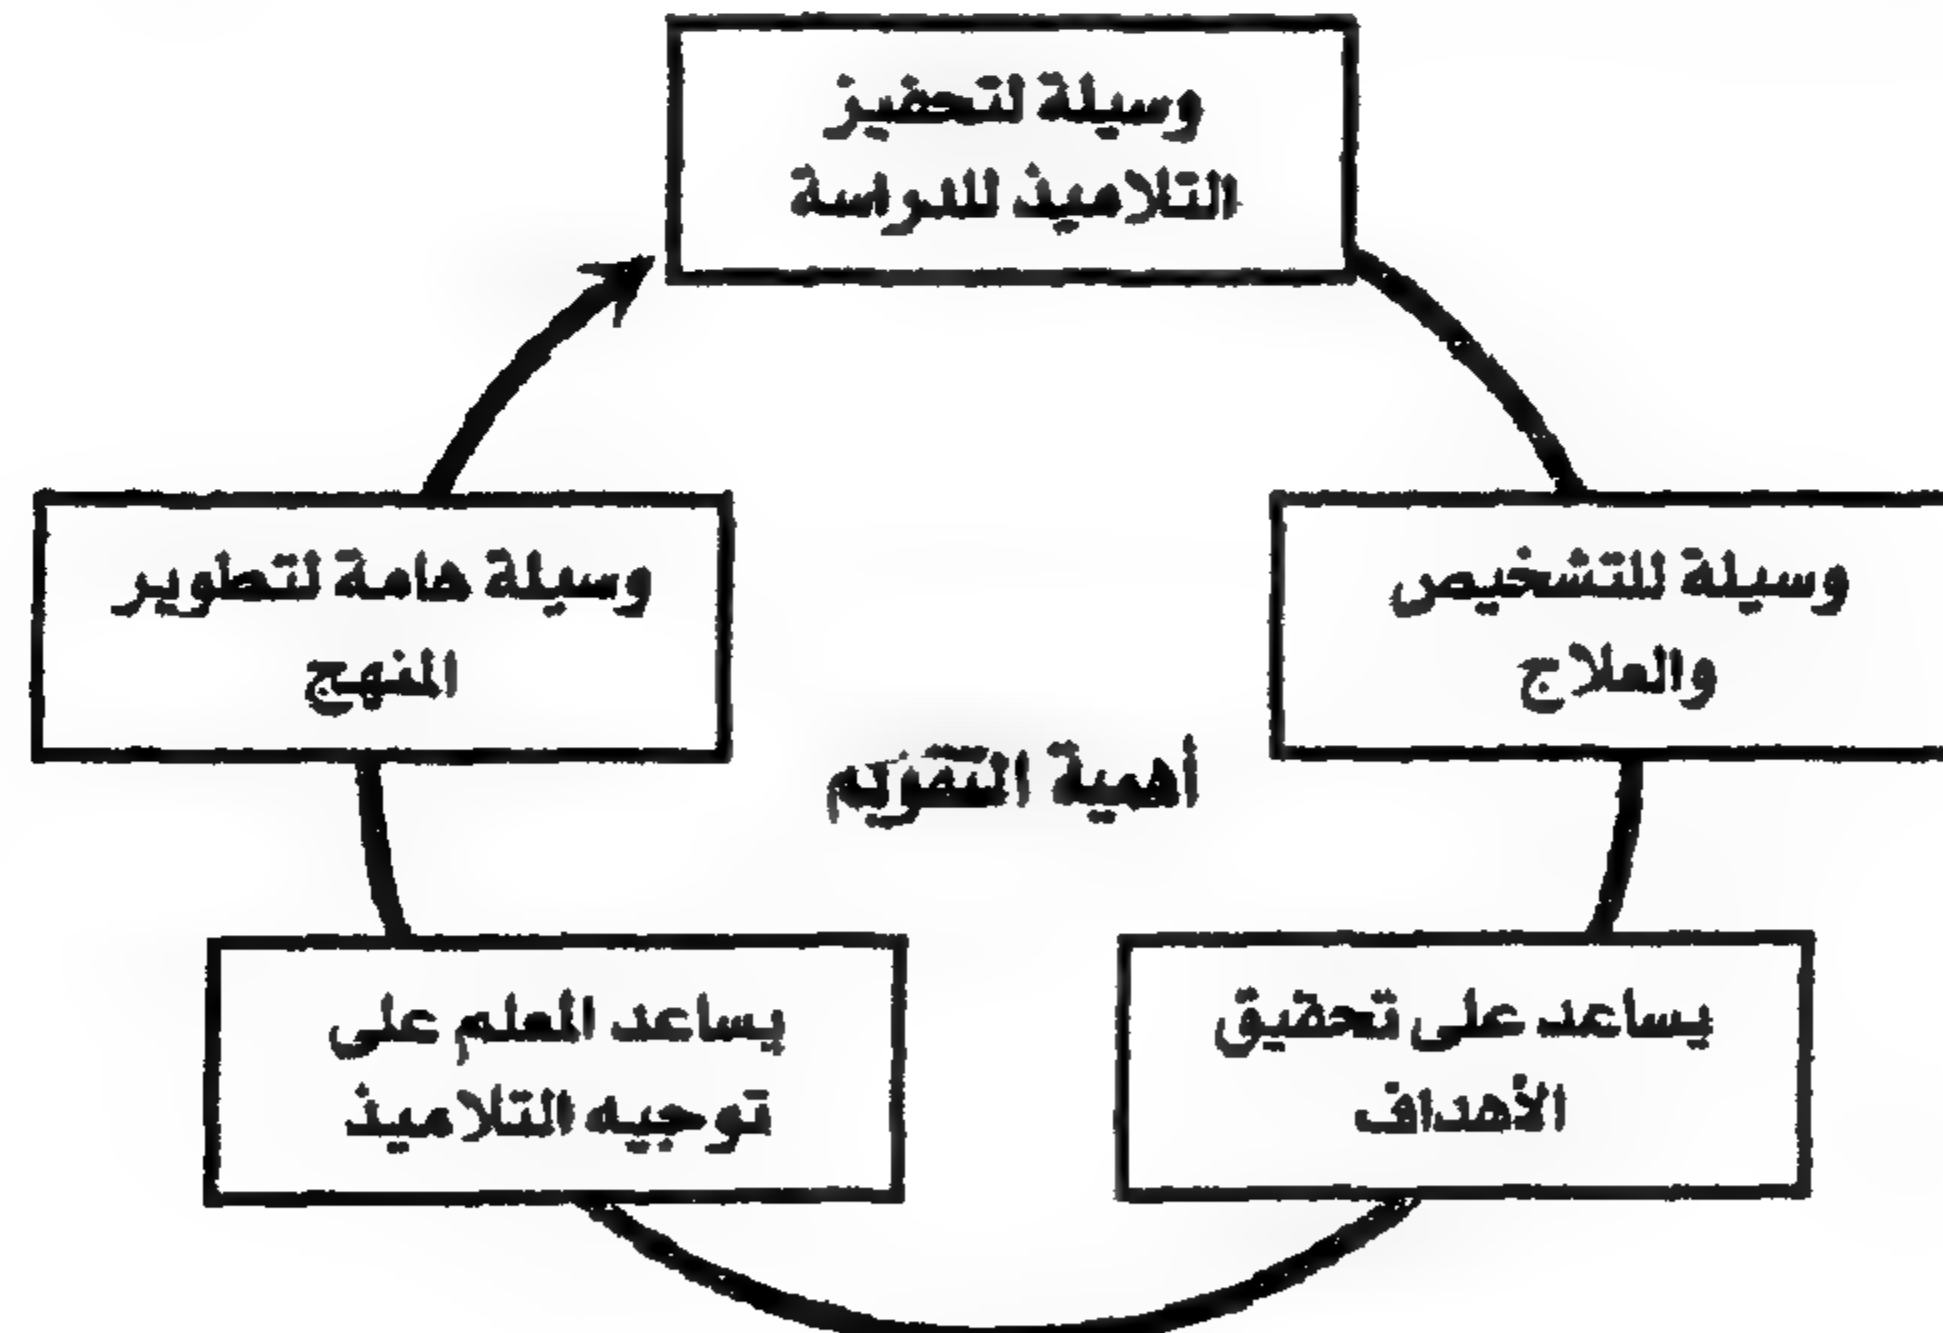 وسيلة لتحفيز
التلاميذ للدراسة
وسيلة للتشخيص
والعلاج
يساعد على تحقيق
الأهداف
يساعد المعلم على
توجيه التلاميذ
وسيلة هامة لتطوير
المنهج
أهمية التقويم